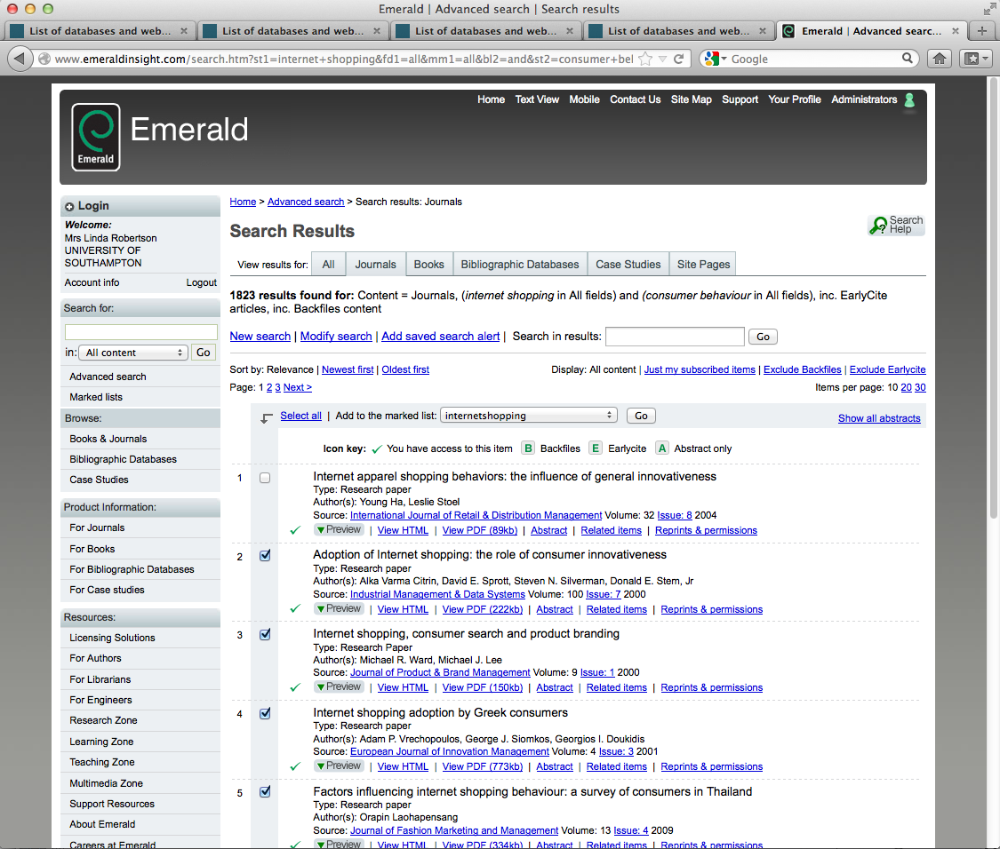 Emerald | Advanced search | Search results
List of databases and web...
List of databases and web...
List of databases and web...
List of databases and web...
Emerald | Advanced searc...
www.emeraldinsight.com/search.htm?st1=internet+shopping&fd1=all&mm1=all&bl2=and&st2=consumer+bel
Google
Home Text View Mobile Contact Us Site Map Support Your Profile Administrators
Emerald
Emerald
Login
Welcome:
Mrs Linda Robertson
UNIVERSITY OF
SOUTHAMPTON
Account info Logout
Search for:
in: All content Go
Advanced search
Marked lists
Browse:
Books & Journals
Bibliographic Databases
Case Studies
Product Information:
For Journals
For Books
For Bibliographic Databases
For Case studies
Resources:
Licensing Solutions
For Authors
For Librarians
For Engineers
Research Zone
Learning Zone
Teaching Zone
Multimedia Zone
Support Resources
About Emerald
Careers at Emerald
Home > Advanced search > Search results: Journals
Search Results
Search
Help
View results for: All Journals Books Bibliographic Databases Case Studies Site Pages
1823 results found for: Content = Journals, (internet shopping in All fields) and (consumer behaviour in All fields), inc. EarlyCite
articles, inc. Backfiles content
New search | Modify search | Add saved search alert | Search in results: Go
Sort by: Relevance | Newest first | Oldest first Display: All content | Just my subscribed items | Exclude Backfiles | Exclude Earlycite
Page: 1 2 3 Next > Items per page: 10 20 30
Select all | Add to the marked list: internetshopping Go Show all abstracts
Icon key: You have access to this item B Backfiles E Earlycite A Abstract only
1 Internet apparel shopping behaviors: the influence of general innovativeness
Type: Research paper
Author(s): Young Ha, Leslie Stoel
Source: International Journal of Retail & Distribution Management Volume: 32 Issue: 8 2004
Preview | View HTML | View PDF (89kb) | Abstract | Related items | Reprints & permissions
2 Adoption of Internet shopping: the role of consumer innovativeness
Type: Research paper
Author(s): Alka Varma Citrin, David E. Sprott, Steven N. Silverman, Donald E. Stem, Jr
Source: Industrial Management & Data Systems Volume: 100 Issue: 7 2000
Preview | View HTML | View PDF (222kb) | Abstract | Related items | Reprints & permissions
3 Internet shopping, consumer search and product branding
Type: Research Paper
Author(s): Michael R. Ward, Michael J. Lee
Source: Journal of Product & Brand Management Volume: 9 Issue: 1 2000
Preview | View HTML | View PDF (150kb) | Abstract | Related items | Reprints & permissions
4 Internet shopping adoption by Greek consumers
Type: Research paper
Author(s): Adam P. Vrechopoulos, George J. Siomkos, Georgios I. Doukidis
Source: European Journal of Innovation Management Volume: 4 Issue: 3 2001
Preview | View HTML | View PDF (773kb) | Abstract | Related items | Reprints & permissions
5 Factors influencing internet shopping behaviour: a survey of consumers in Thailand
Type: Research paper
Author(s): Orapin Laohapensang
Source: Journal of Fashion Marketing and Management Volume: 13 Issue: 4 2009
Preview | View HTML | View PDF (334kb) | Abstract | Related items | Reprints & permissions